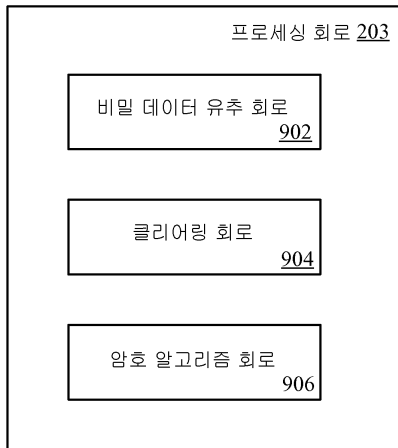 프로세싱 회로 203
비밀 데이터 유추 회로
902
클리어링 회로
904
암호 알고리즘 회로
906